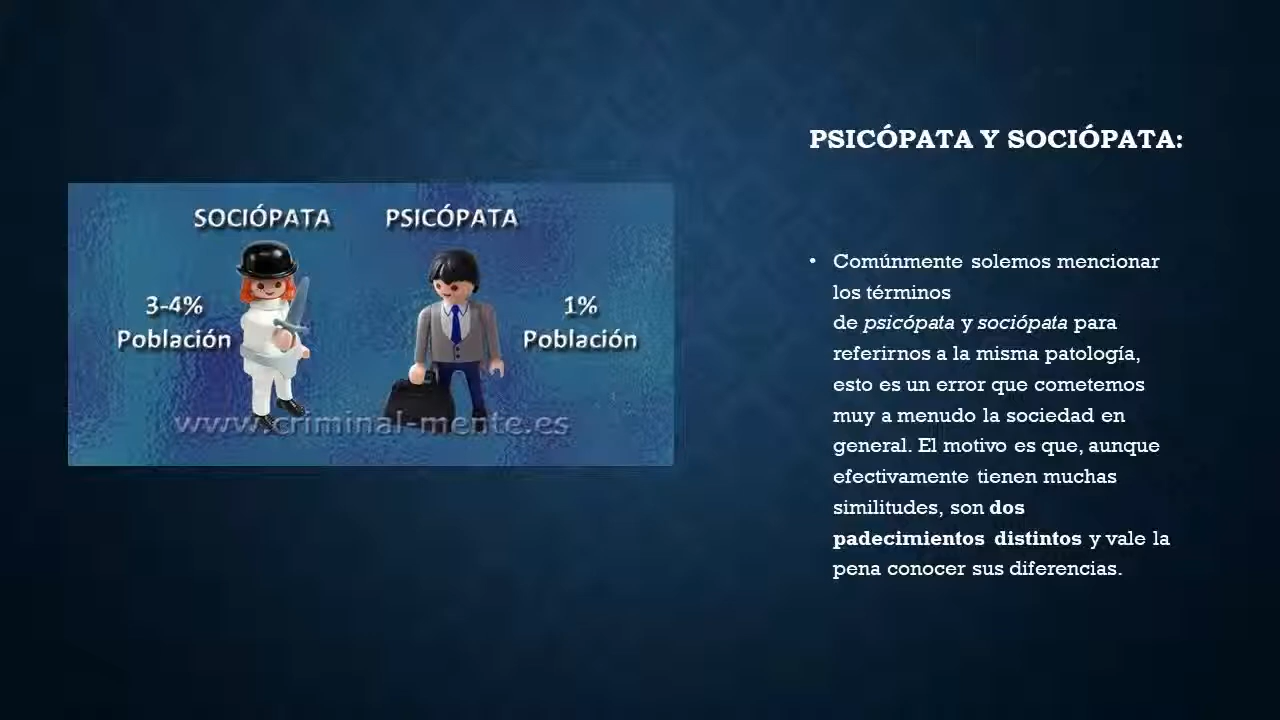 PSICÓPATA Y SOCIÓPATA:
SOCIÓPATA PSICÓPATA
3-4%
Población
1%
Población
www.criminal-mente.es
• Comúnmente solemos mencionar
los términos
de psicópata y sociópata para
referirnos a la misma patología,
esto es un error que cometemos
muy a menudo la sociedad en
general. El motivo es que, aunque
efectivamente tienen muchas
similitudes, son dos
padecimientos distintos y vale la
pena conocer sus diferencias.